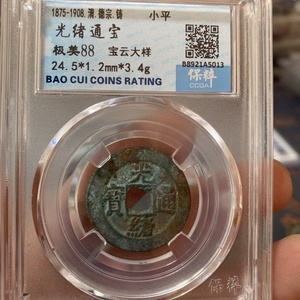 1875-1908.清.德宗.铸 小平
光绪通宝
极美88 宝云大样
24.5*1.2mm*3.4g
BAO CUI COINS RATING
B8921A5013
保粹
CCGA
光
寶 通
緒
保粹